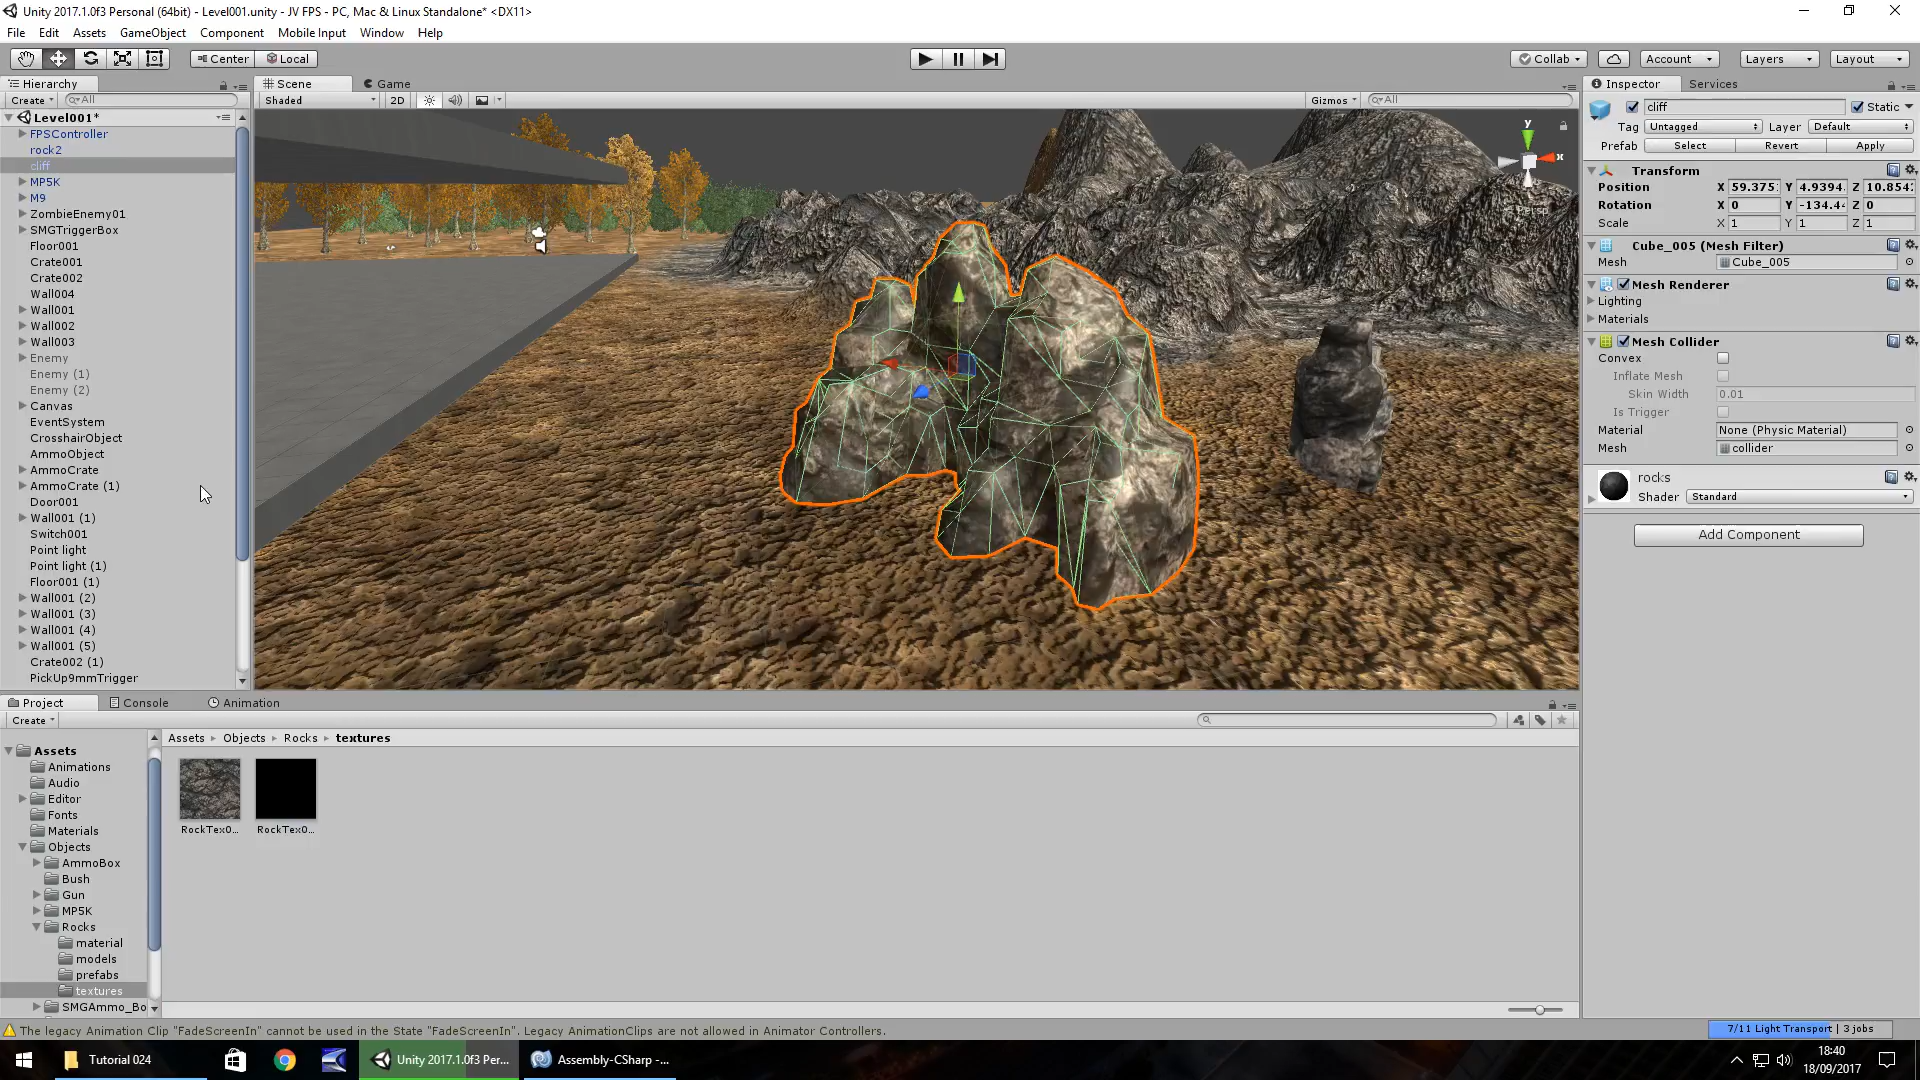 Unity 2017.1.0f3 Personal (64bit) - Level001.unity - JV FPS - PC, Mac & Linux Standalone* <DX11>
File Edit Assets GameObject Component Mobile Input Window Help
Center Local Collab Account Layers Layout
Hierarchy
Create All
Level001*
FPSController
rock2
cliff
MP5K
M9
ZombieEnemy01
SMGTriggerBox
Floor001
Crate001
Crate002
Wall004
Wall001
Wall002
Wall003
Enemy
Enemy (1)
Enemy (2)
Canvas
EventSystem
CrosshairObject
AmmoObject
AmmoCrate
AmmoCrate (1)
Door001
Wall001 (1)
Switch001
Point light
Point light (1)
Floor001 (1)
Wall001 (2)
Wall001 (3)
Wall001 (4)
Wall001 (5)
Crate002 (1)
PickUp9mmTrigger
Scene Game
Shaded 2D Gizmos All
y
x
Persp
Inspector Services
cliff Static
Tag Untagged Layer Default
Prefab Select Revert Apply
Transform
Position X 59.375 Y 4.9394 Z 10.854
Rotation X 0 Y -134.4 Z 0
Scale X 1 Y 1 Z 1
Cube_005 (Mesh Filter)
Mesh Cube_005
Mesh Renderer
Lighting
Materials
Mesh Collider
Convex
Inflate Mesh
Skin Width 0.01
Is Trigger
Material None (Physic Material)
Mesh collider
rocks
Shader Standard
Add Component
Project Console Animation
Create
Assets
Animations
Audio
Editor
Fonts
Materials
Objects
AmmoBox
Bush
Gun
MP5K
Rocks
material
models
prefabs
textures
SMGAmmo_Bo
Assets Objects Rocks textures
RockTex0... RockTex0...
The legacy Animation Clip "FadeScreenIn" cannot be used in the State "FadeScreenIn". Legacy AnimationClips are not allowed in Animator Controllers.
7/11 Light Transport | 3 jobs
Tutorial 024 Unity 2017.1.0f3 Per... Assembly-CSharp -...
18:40
18/09/2017